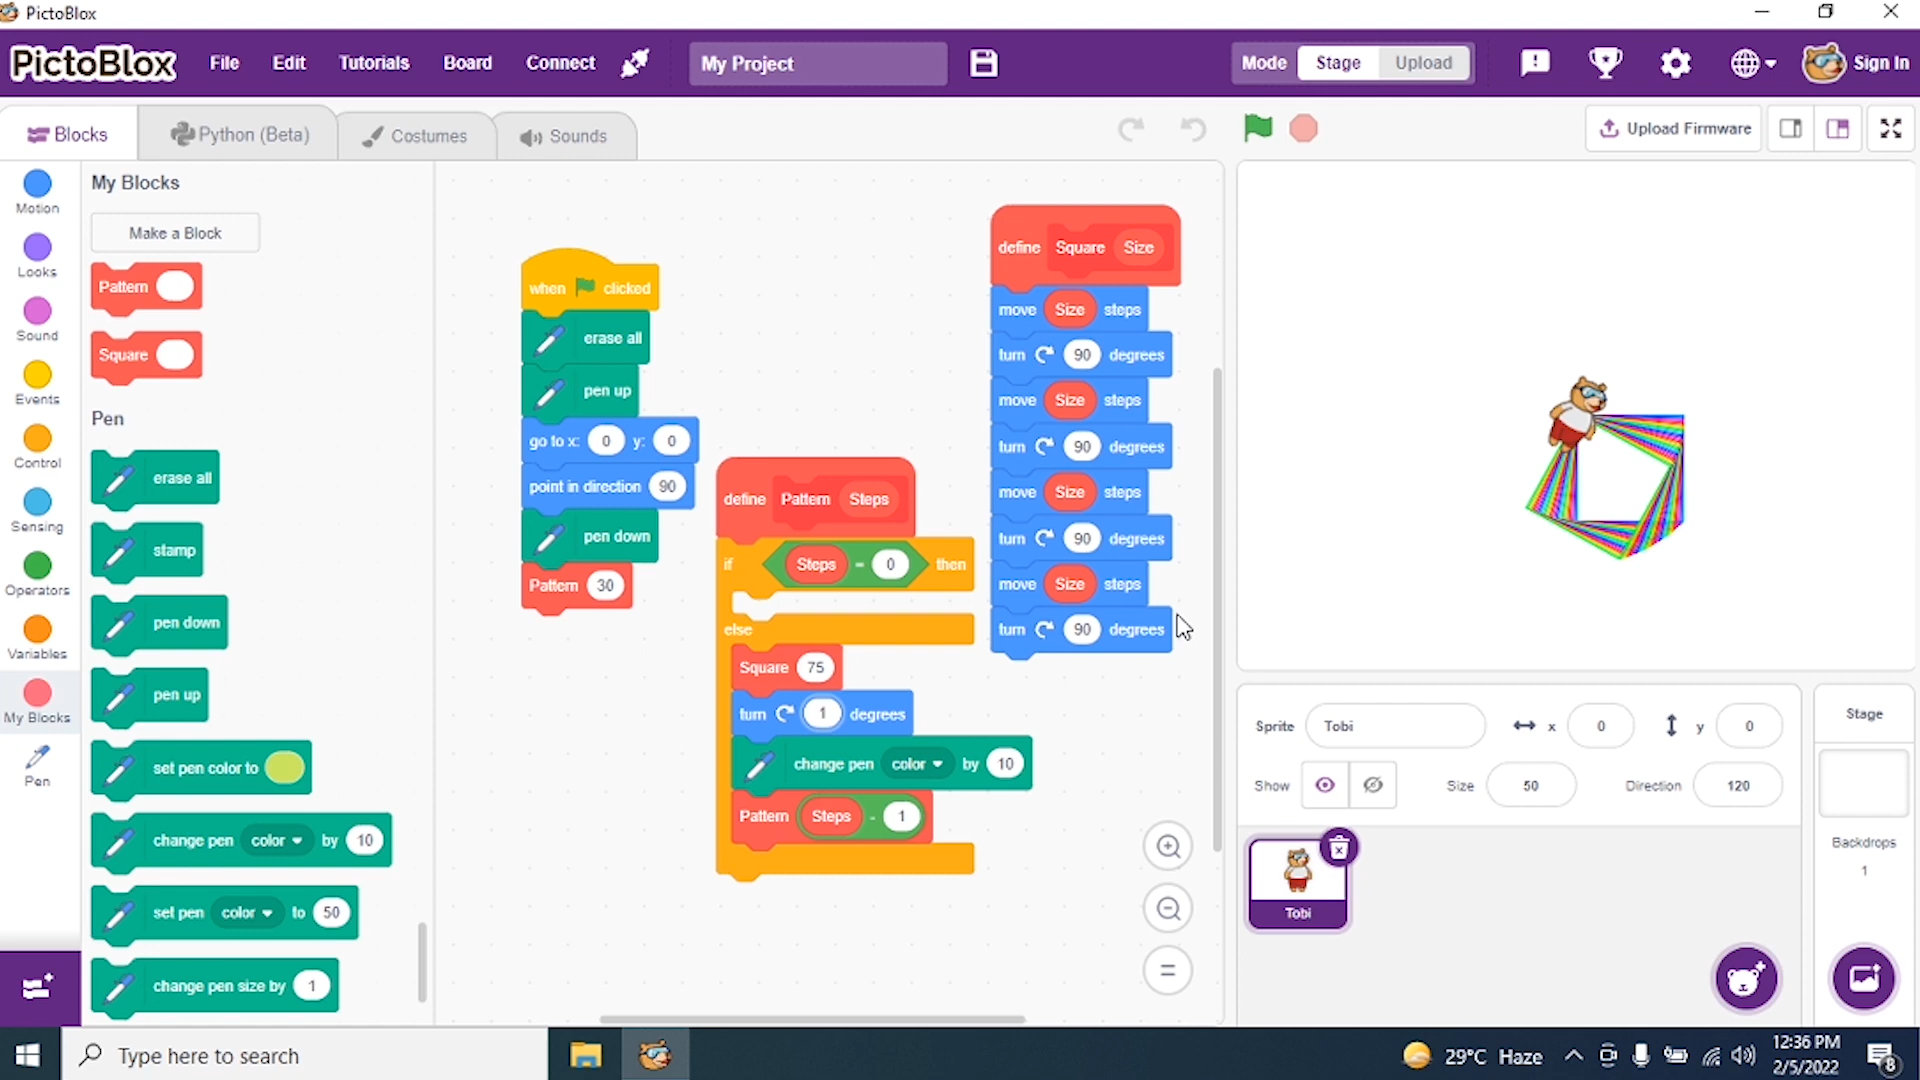 PictoBlox
PictoBlox File Edit Tutorials Board Connect My Project Mode Stage Upload Sign In
Blocks Python (Beta) Costumes Sounds Upload Firmware
Motion
Looks
Sound
Events
Control
Sensing
Operators
Variables
My Blocks
Pen
My Blocks
Make a Block
Pattern
Square
Pen
erase all
stamp
pen down
pen up
set pen color to
change pen color by 10
set pen color to 50
change pen size by 1
when clicked
erase all
pen up
go to x: 0 y: 0
point in direction 90
pen down
Pattern 30
define Pattern Steps
if Steps = 0 then
else
Square 75
turn 1 degrees
change pen color by 10
Pattern Steps - 1
define Square Size
move Size steps
turn 90 degrees
move Size steps
turn 90 degrees
move Size steps
turn 90 degrees
move Size steps
turn 90 degrees
Sprite Tobi x 0 y 0
Show Size 50 Direction 120
Tobi
Stage
Backdrops
1
Type here to search
29°C Haze
12:36 PM
2/5/2022
8